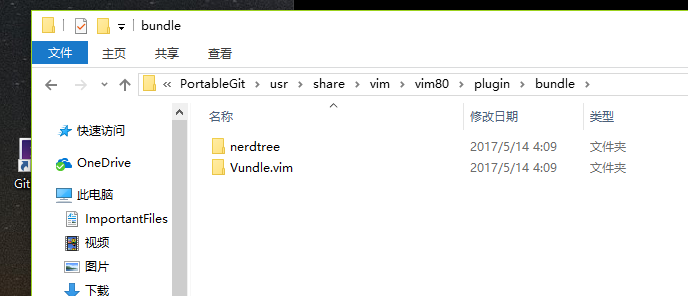 bundle
文件 主页 共享 查看
« PortableGit › usr › share › vim › vim80 › plugin › bundle ›
名称 修改日期 类型
快速访问
nerdtree 2017/5/14 4:09 文件夹
OneDrive
Vundle.vim 2017/5/14 4:09 文件夹
Git
此电脑
ImportantFiles
视频
图片
下载